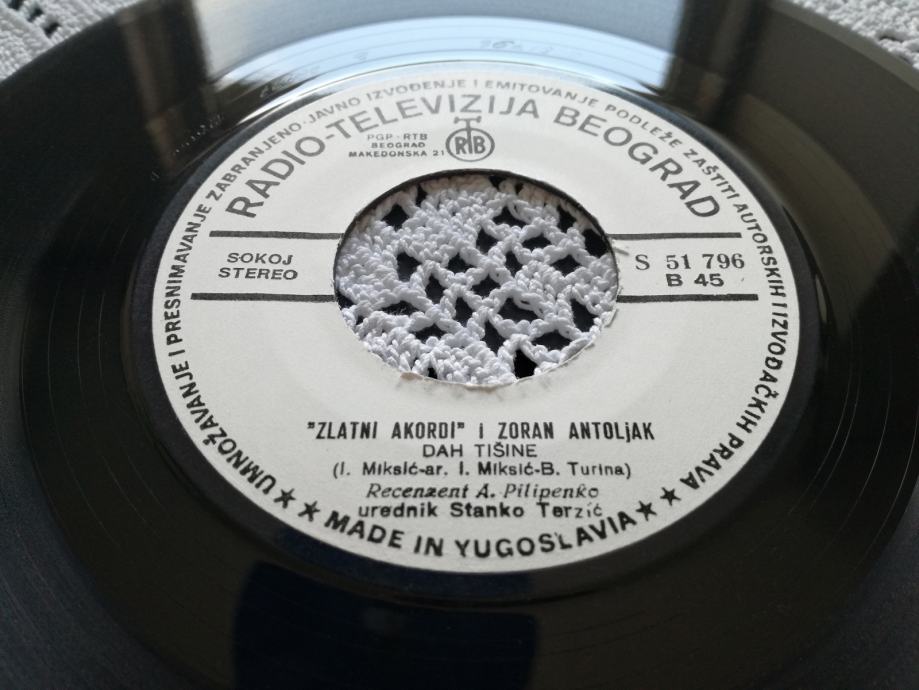 UMNOŽAVANJE I PRESNIMAVANJE ZABRANJENO·JAVNO IZVOĐENJE I EMITOVANJE PODLEŽE ZAŠTITI AUTORSKIH I IZVOĐAČKIH PRAVA
RADIO-TELEVIZIJA BEOGRAD
PGP·RTB
BEOGRAD
MAKEDONSKA 21
RTB
SOKOJ
STEREO
S 51 796
B 45
"ZLATNI AKORDI" i ZORAN ANTOLjAK
DAH TIŠINE
(I. Miksić-ar. I. Miksić-B. Turina)
Recenzent A. Pilipenko
urednik Stanko Terzić
★ ★ MADE IN YUGOSLAVIA ★ ★